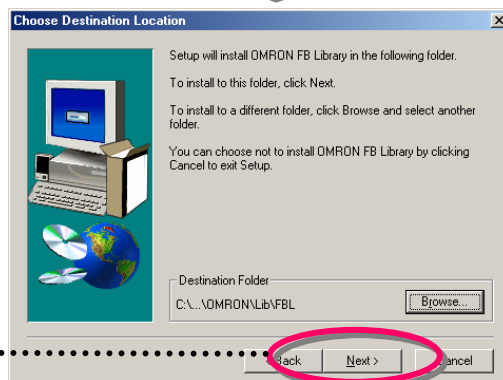 Choose Destination Location
Setup will install OMRON FB Library in the following folder.
To install to this folder, click Next.
To install to a different folder, click Browse and select another
folder.
You can choose not to install OMRON FB Library by clicking
Cancel to exit Setup.
Destination Folder
C:\...\OMRON\Lib\FBL
Browse...
< Back
Next >
Cancel